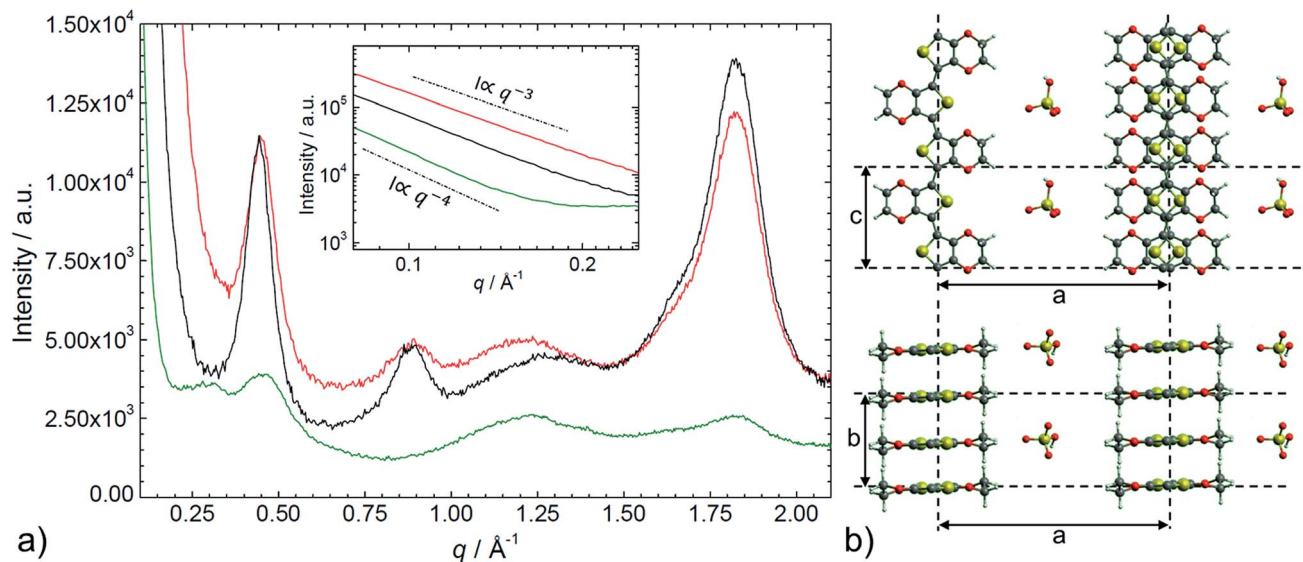 Intensity / a.u.
1.50x10⁴
1.25x10⁴
1.00x10⁴
7.50x10³
5.00x10³
2.50x10³
0.00
0.25 0.50 0.75 1.00 1.25 1.50 1.75 2.00
q / Å⁻¹
Intensity / a.u.
10⁵
10⁴
10³
I∝ q⁻³
I∝ q⁻⁴
0.1 0.2
q / Å⁻¹
a)
c
a
b
a
b)